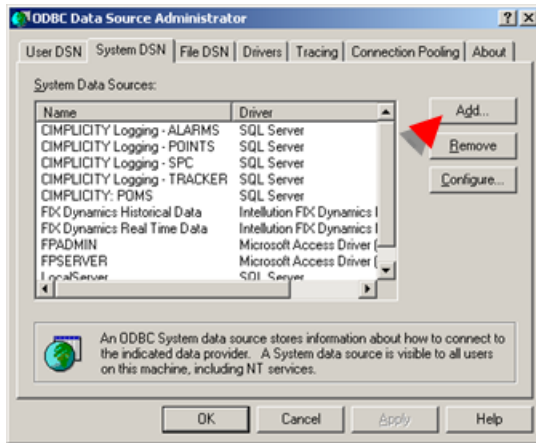 ODBC Data Source Administrator
User DSN System DSN File DSN Drivers Tracing Connection Pooling About
System Data Sources:
Name Driver
CIMPLICITY Logging - ALARMS SQL Server
CIMPLICITY Logging - POINTS SQL Server
CIMPLICITY Logging - SPC SQL Server
CIMPLICITY Logging - TRACKER SQL Server
CIMPLICITY: POMS SQL Server
FIX Dynamics Historical Data Intellution FIX Dynamics
FIX Dynamics Real Time Data Intellution FIX Dynamics
FPADMIN Microsoft Access Driver (
FPSERVER Microsoft Access Driver (
LocalServer SQL Server
Add...
Remove
Configure...
An ODBC System data source stores information about how to connect to
the indicated data provider. A System data source is visible to all users
on this machine, including NT services.
OK Cancel Apply Help